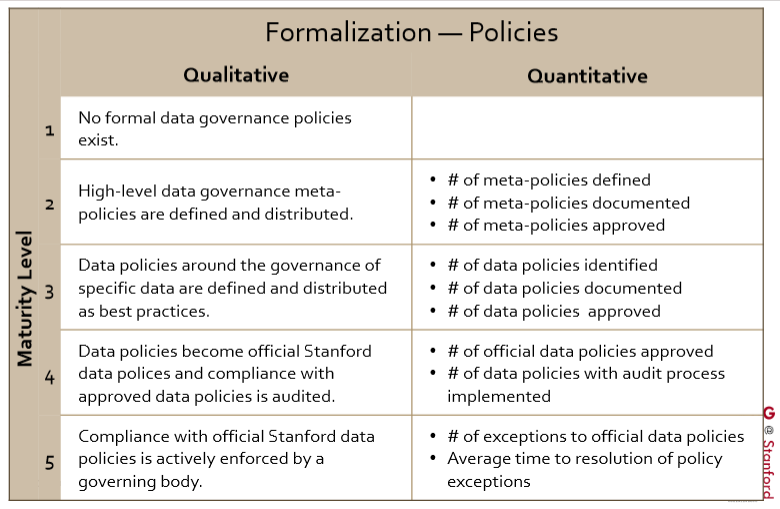 Formalization — Policies
Qualitative
Quantitative
Maturity Level
1
No formal data governance policies
exist.
2
High-level data governance meta-
policies are defined and distributed.
• # of meta-policies defined
• # of meta-policies documented
• # of meta-policies approved
3
Data policies around the governance of
specific data are defined and distributed
as best practices.
• # of data policies identified
• # of data policies documented
• # of data policies approved
4
Data policies become official Stanford
data polices and compliance with
approved data policies is audited.
• # of official data policies approved
• # of data policies with audit process
implemented
5
Compliance with official Stanford data
policies is actively enforced by a
governing body.
• # of exceptions to official data policies
• Average time to resolution of policy
exceptions
G @ Stanford